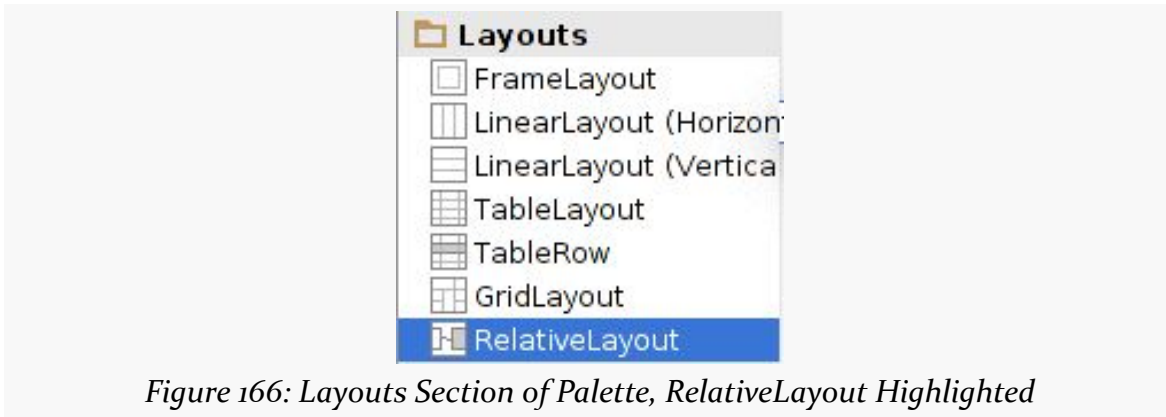 Layouts
FrameLayout
LinearLayout (Horizon
LinearLayout (Vertica
TableLayout
TableRow
GridLayout
RelativeLayout
Figure 166: Layouts Section of Palette, RelativeLayout Highlighted